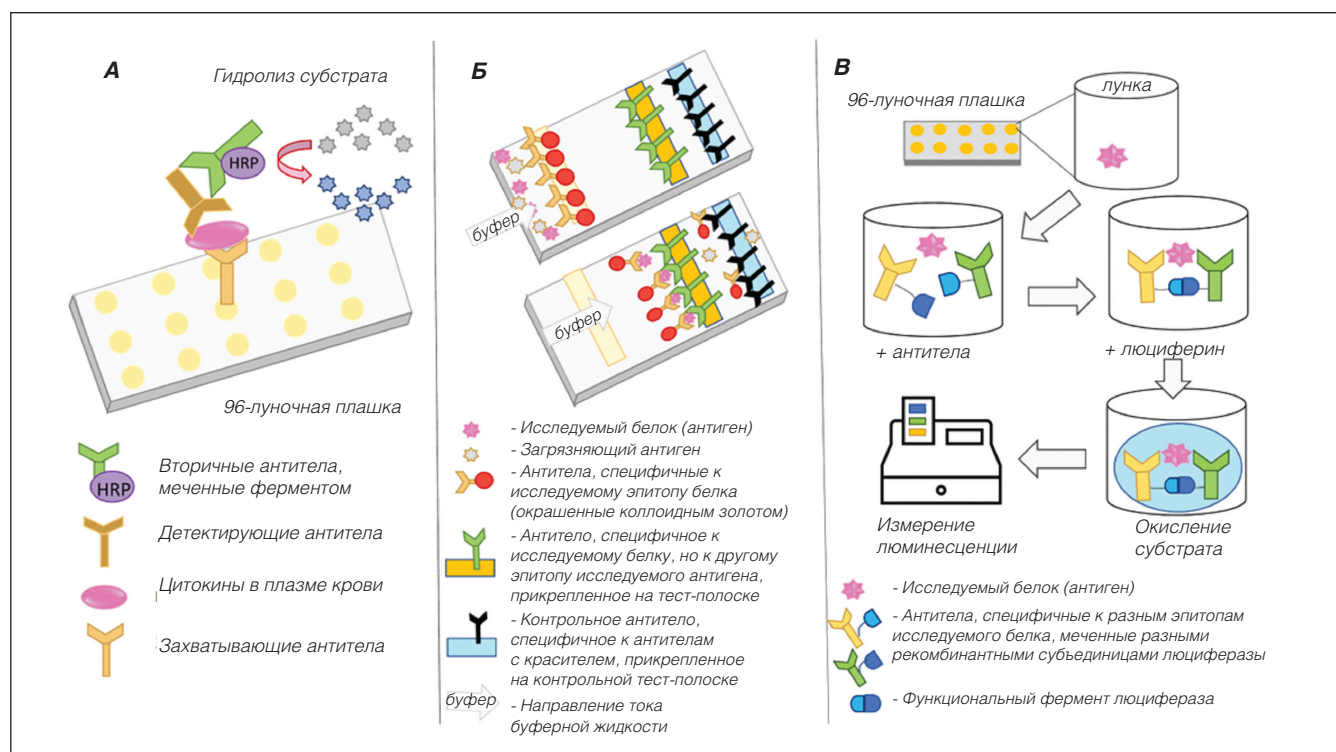 А
Гидролиз субстрата
HRP
96-луночная плашка
HRP
Вторичные антитела,
меченные ферментом
Детектирующие антитела
Цитокины в плазме крови
Захватывающие антитела
Б
буфер
буфер
- Исследуемый белок (антиген)
- Загрязняющий антиген
- Антитела, специфичные к
исследуемому эпитопу белка
(окрашенные коллоидным золотом)
- Антитело, специфичное к
исследуемому белку, но к другому
эпитопу исследуемого антигена,
прикрепленное на тест-полоске
- Контрольное антитело,
специфичное к антителам
с красителем, прикрепленное
на контрольной тест-полоске
буфер
- Направление тока
буферной жидкости
В
96-луночная плашка
лунка
+ антитела
+ люциферин
Измерение
люминесценции
Окисление
субстрата
- Исследуемый белок (антиген)
- Антитела, специфичные к разным эпитопам
исследуемого белка, меченные разными
рекомбинантными субъединицами люциферазы
- Функциональный фермент люцифераза